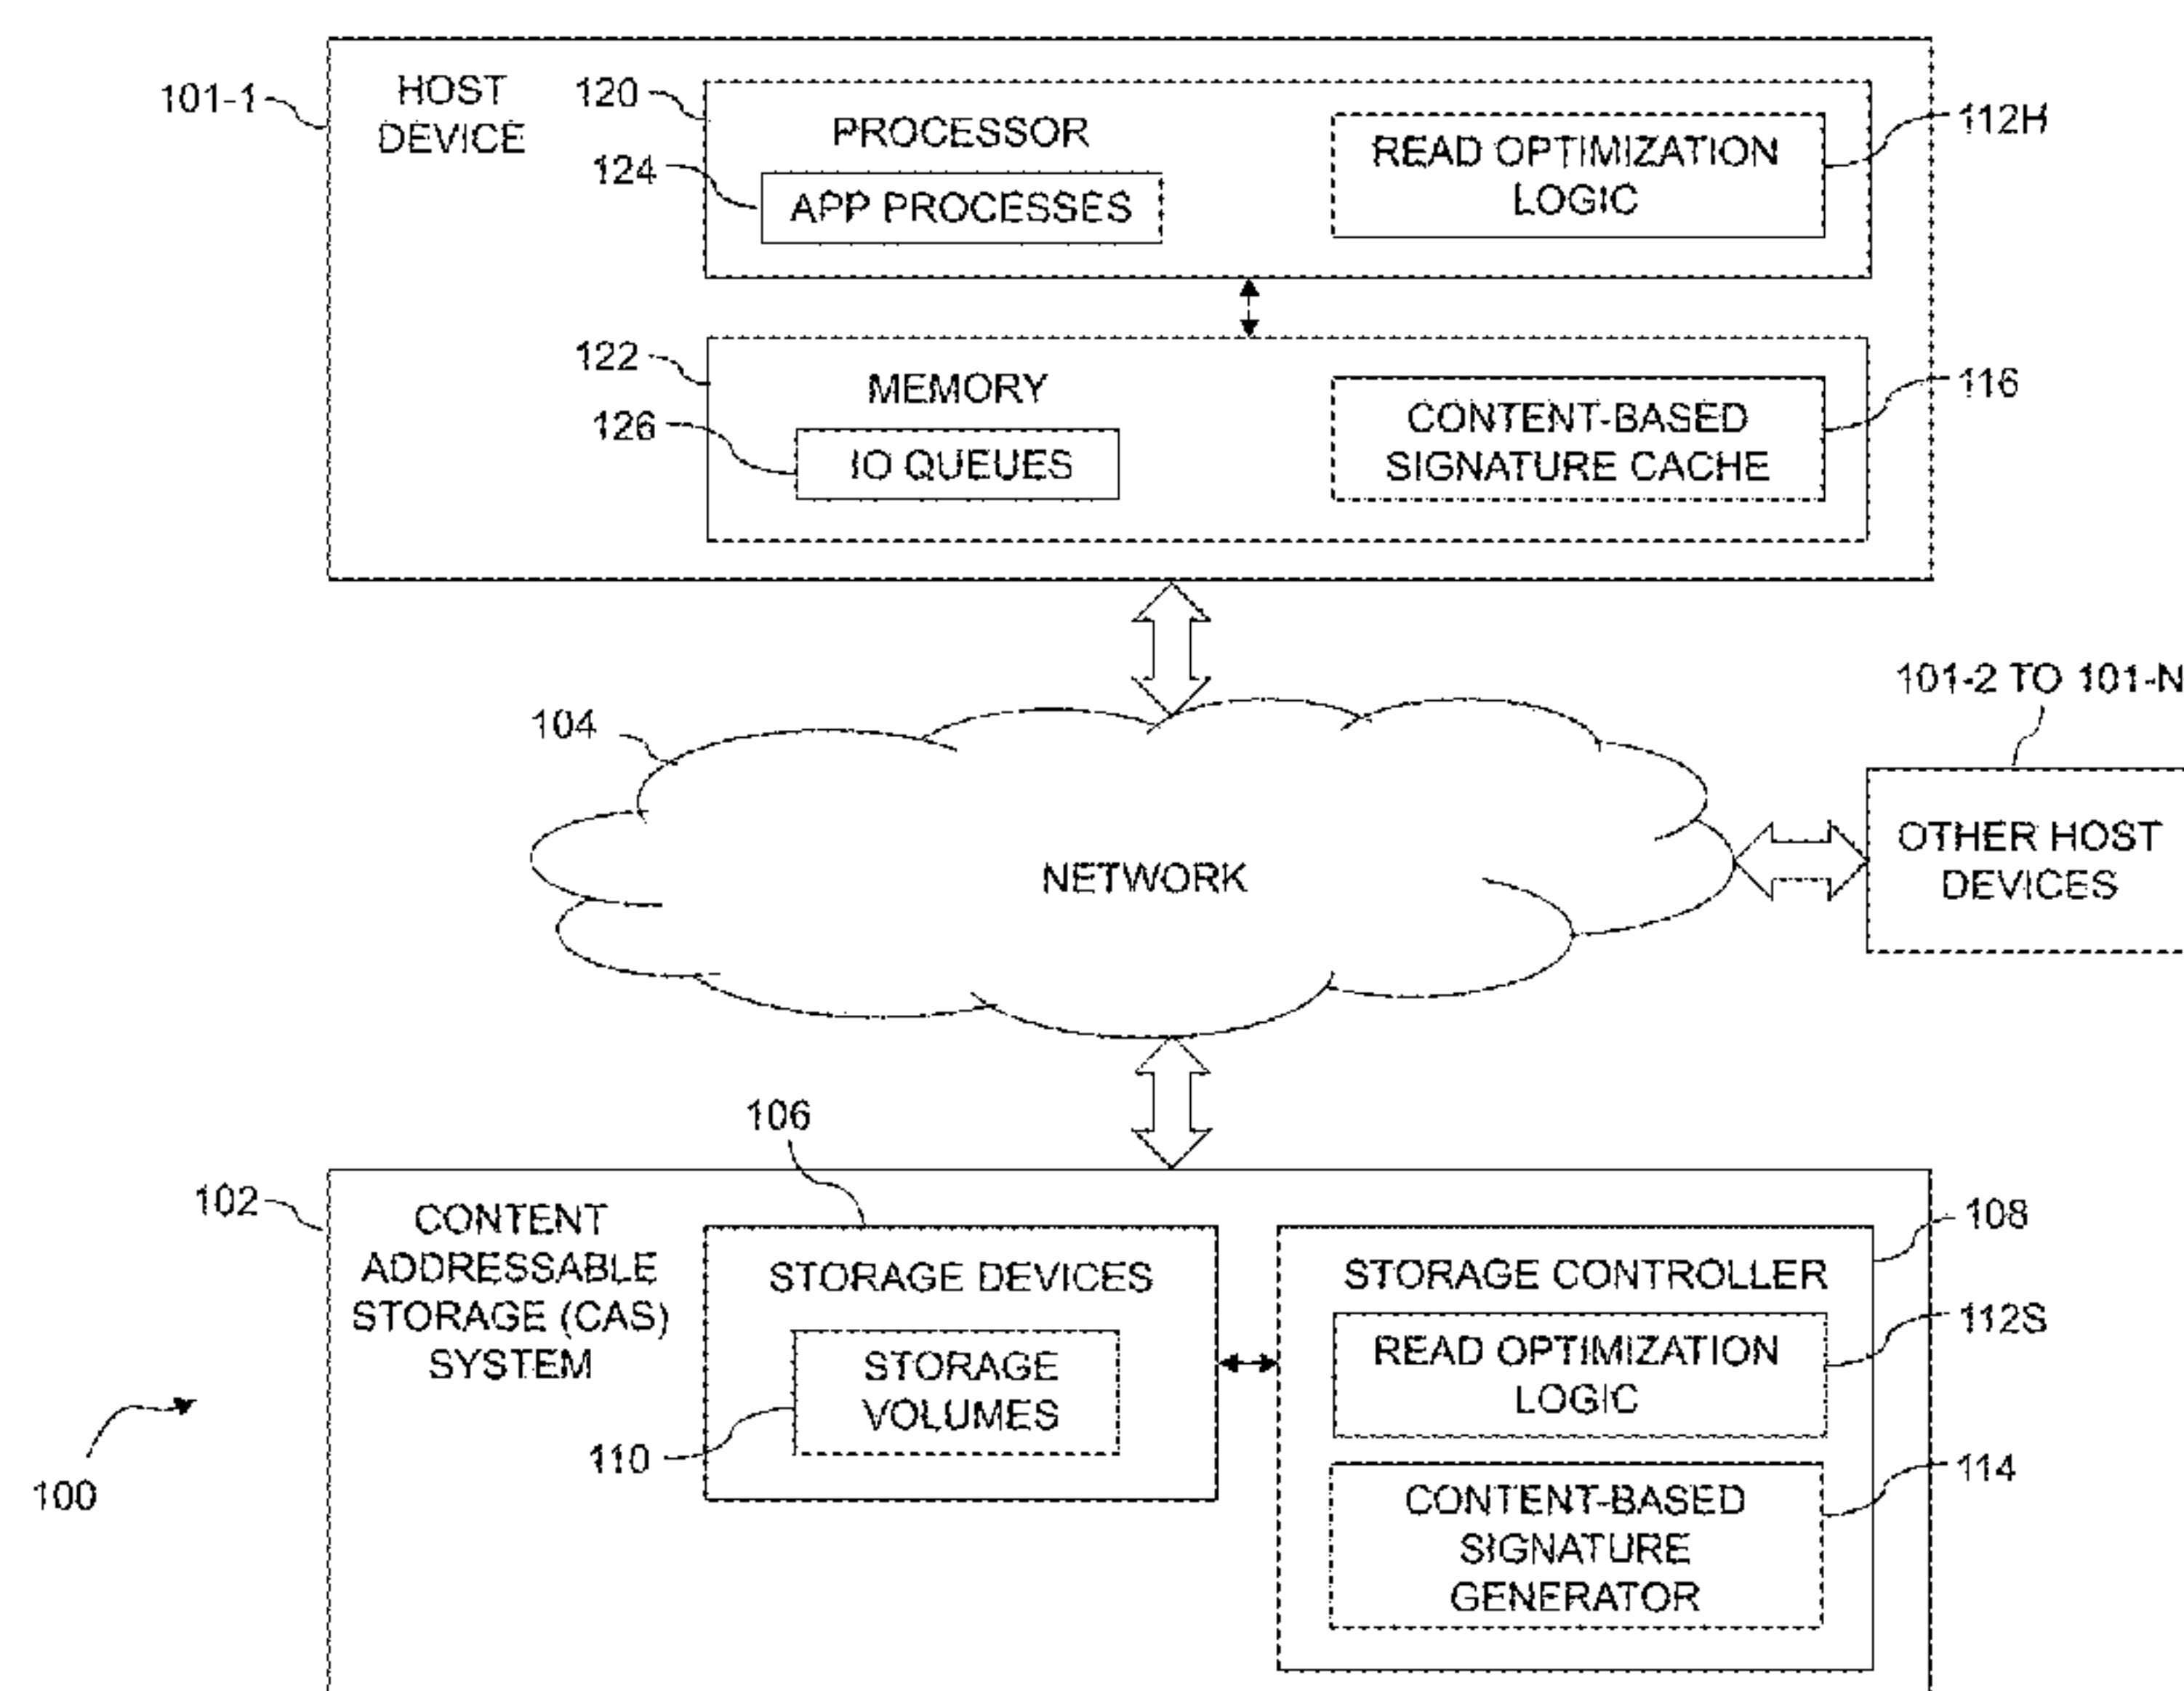 101-1
HOST
DEVICE
120
PROCESSOR
124
APP PROCESSES
READ OPTIMIZATION
LOGIC
112H
122
MEMORY
126
IO QUEUES
CONTENT-BASED
SIGNATURE CACHE
116
104
NETWORK
101-2 TO 101-N
OTHER HOST
DEVICES
102
CONTENT
ADDRESSABLE
STORAGE (CAS)
SYSTEM
106
STORAGE DEVICES
STORAGE
VOLUMES
110
108
STORAGE CONTROLLER
READ OPTIMIZATION
LOGIC
112S
CONTENT-BASED
SIGNATURE
GENERATOR
114
100